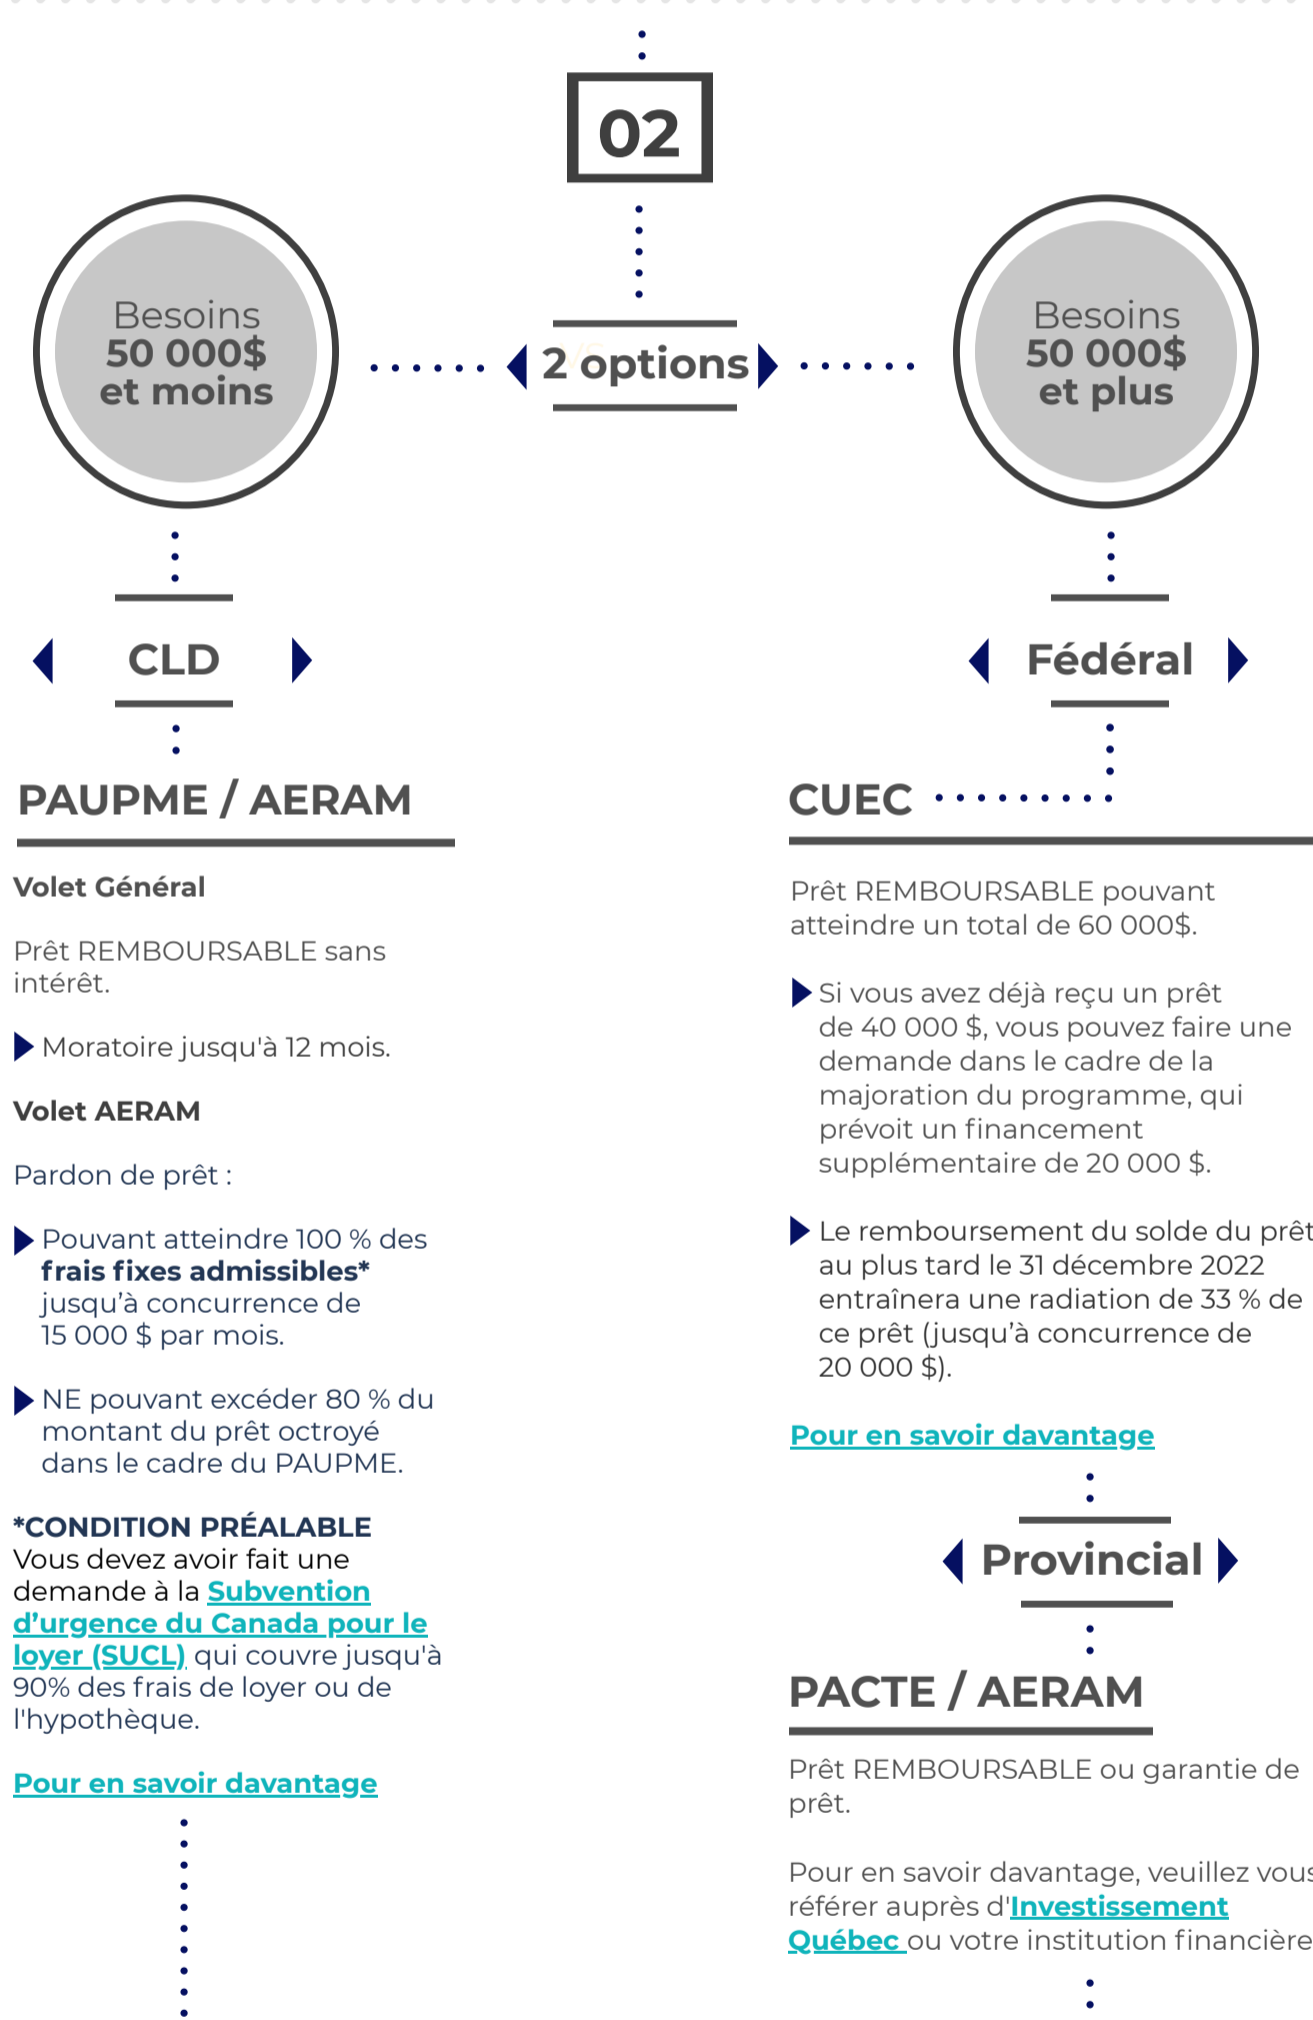 02
2 options
Besoins
50 000$
et moins
CLD
PAUPME / AERAM
Volet Général
Prêt REMBOURSABLE sans
intérêt.
Moratoire jusqu'à 12 mois.
Volet AERAM
Pardon de prêt :
Pouvant atteindre 100 % des
frais fixes admissibles*
jusqu’à concurrence de
15 000 $ par mois.
NE pouvant excéder 80 % du
montant du prêt octroyé
dans le cadre du PAUPME.
*CONDITION PRÉALABLE
Vous devez avoir fait une
demande à la Subvention
d’urgence du Canada pour le
loyer (SUCL) qui couvre jusqu'à
90% des frais de loyer ou de
l'hypothèque.
Pour en savoir davantage
Besoins
50 000$
et plus
Fédéral
CUEC
Prêt REMBOURSABLE pouvant
atteindre un total de 60 000$.
Si vous avez déjà reçu un prêt
de 40 000 $, vous pouvez faire une
demande dans le cadre de la
majoration du programme, qui
prévoit un financement
supplémentaire de 20 000 $.
Le remboursement du solde du prêt
au plus tard le 31 décembre 2022
entraînera une radiation de 33 % de
ce prêt (jusqu’à concurrence de
20 000 $).
Pour en savoir davantage
Provincial
PACTE / AERAM
Prêt REMBOURSABLE ou garantie de
prêt.
Pour en savoir davantage, veuillez vous
référer auprès d'Investissement
Québec ou votre institution financière